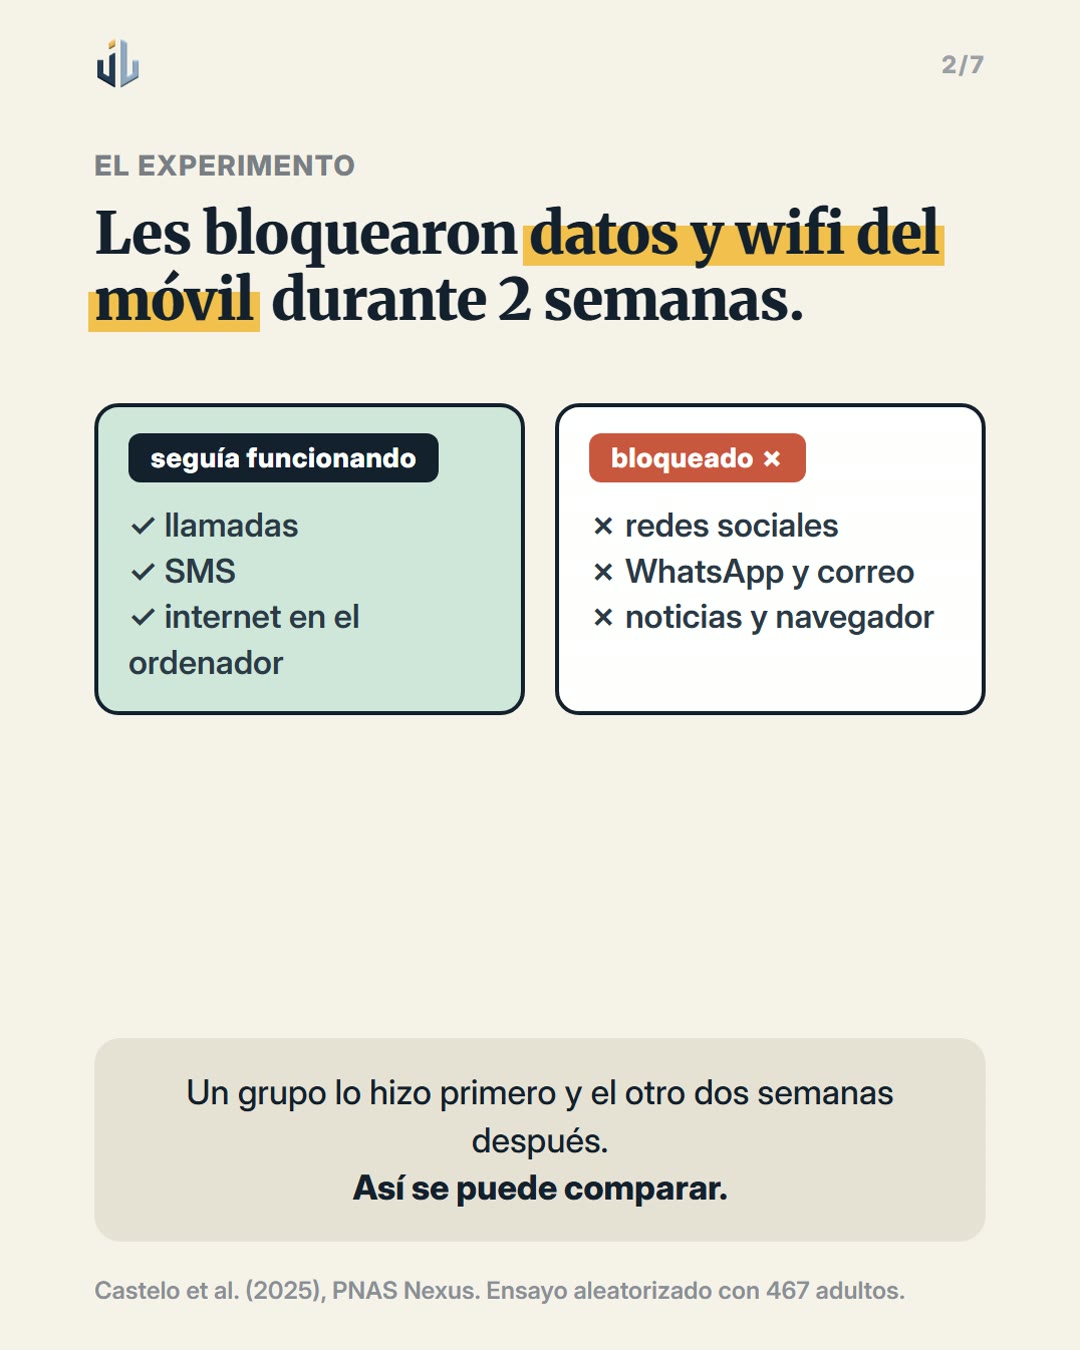 2/7
EL EXPERIMENTO
Les bloquearon datos y wifi del
móvil durante 2 semanas.
seguía funcionando
✓ llamadas
✓ SMS
✓ internet en el
ordenador
bloqueado ×
× redes sociales
× WhatsApp y correo
× noticias y navegador
Un grupo lo hizo primero y el otro dos semanas
después.
Así se puede comparar.
Castelo et al. (2025), PNAS Nexus. Ensayo aleatorizado con 467 adultos.